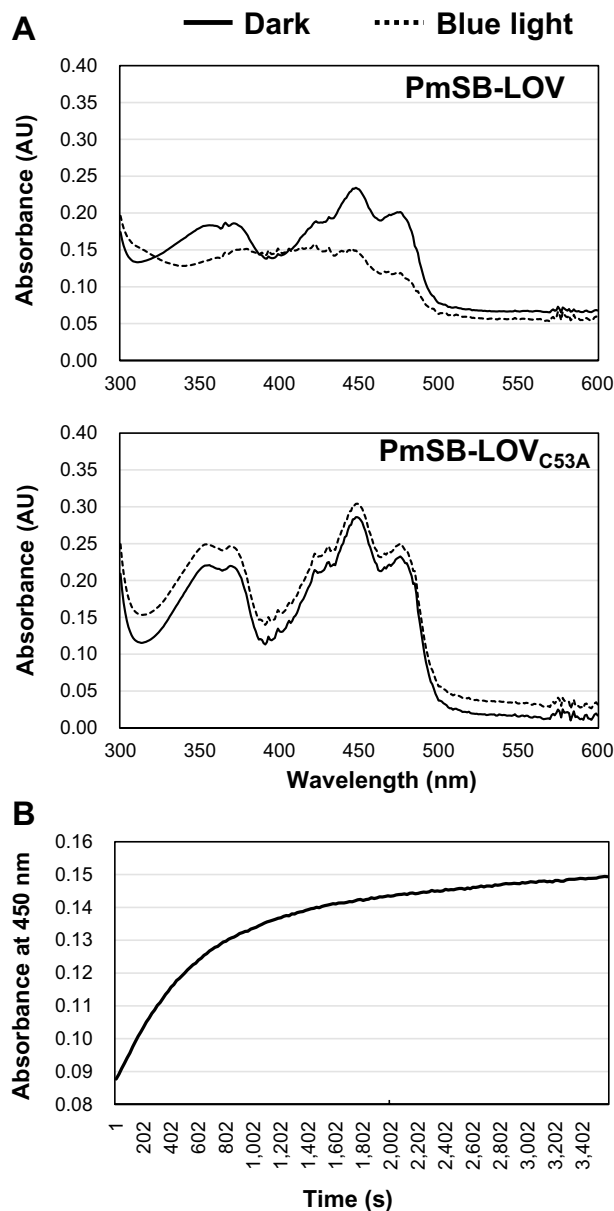 A
Dark
Blue light
PmSB-LOV
Absorbance (AU)
0.40
0.35
0.30
0.25
0.20
0.15
0.10
0.05
0.00
300 350 400 450 500 550 600
PmSB-LOVC53A
Absorbance (AU)
0.40
0.35
0.30
0.25
0.20
0.15
0.10
0.05
0.00
300 350 400 450 500 550 600
Wavelength (nm)
B
Absorbance at 450 nm
0.16
0.15
0.14
0.13
0.12
0.11
0.10
0.09
0.08
1 202 402 602 802 1,002 1,202 1,402 1,602 1,802 2,002 2,202 2,402 2,602 2,802 3,002 3,202 3,402
Time (s)